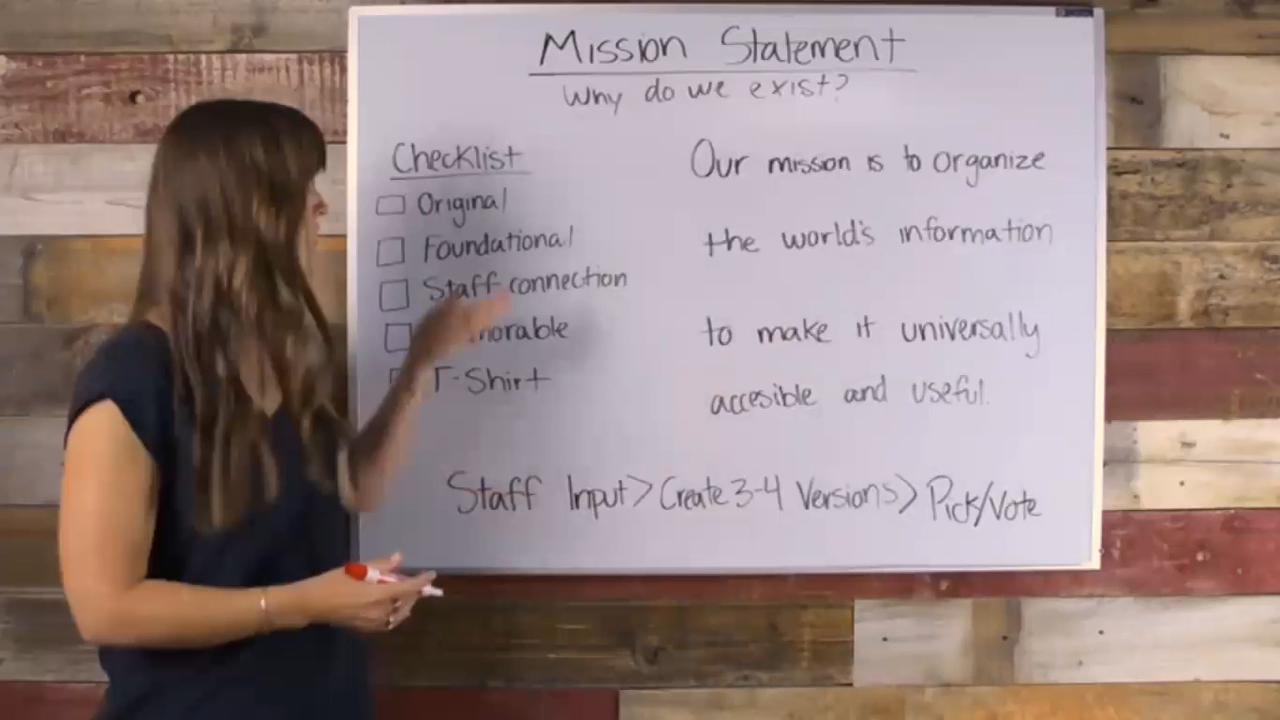 Mission Statement
Why do we exist?
Checklist
Original
Foundational
Staff connection
T-Shirt
Our mission is to organize
the world's information
to make it universally
accesible and useful.
Staff Input > Create 3-4 Versions > Pick/Vote